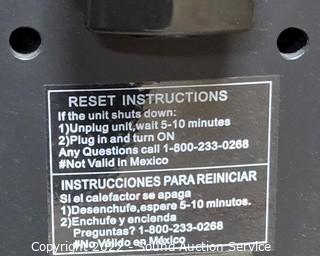 RESET INSTRUCTIONS
If the unit shuts down:
1)Unplug unit,wait 5-10 minutes
2)Plug in and turn ON
Any Questions call 1-800-233-0268
#Not Valid in Mexico
INSTRUCCIONES PARA REINICIAR
Si el calefactor se apaga
1)Desenchufe,espere 5-10 minutos.
2)Enchufe y encienda
Preguntas? 1-800-233-0268
#No Válido en México
Copyright 2022 - Sound Auction Service